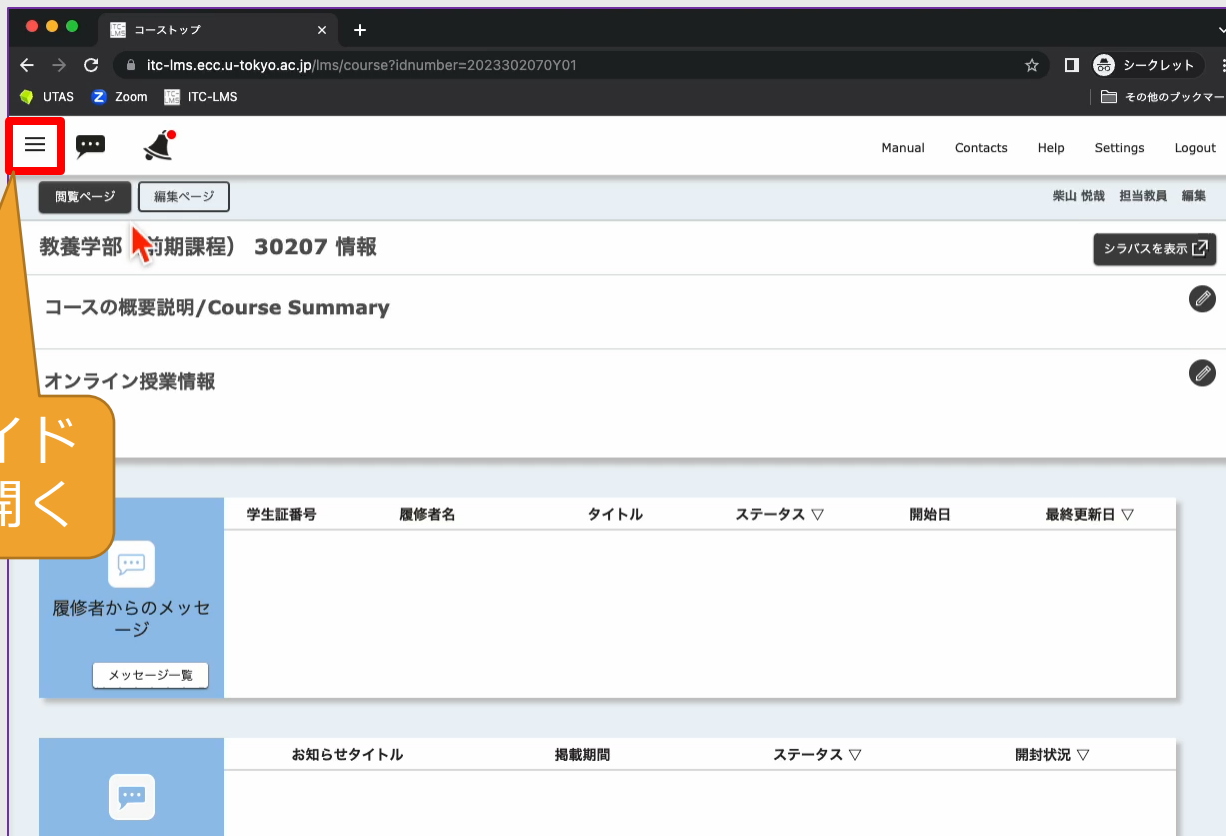 コーストップ
itc-lms.ecc.u-tokyo.ac.jp/lms/course?idnumber=2023302070Y01
シークレット
UTAS Zoom ITC-LMS
その他のブックマー
Manual Contacts Help Settings Logout
閲覧ページ 編集ページ
柴山 悦哉 担当教員 編集
教養学部 前期課程） 30207 情報
シラバスを表示
コースの概要説明/Course Summary
オンライン授業情報
イド
開く
学生証番号 履修者名 タイトル ステータス ▽ 開始日 最終更新日 ▽
履修者からのメッセ
ージ
メッセージ一覧
お知らせタイトル 掲載期間 ステータス ▽ 開封状況 ▽